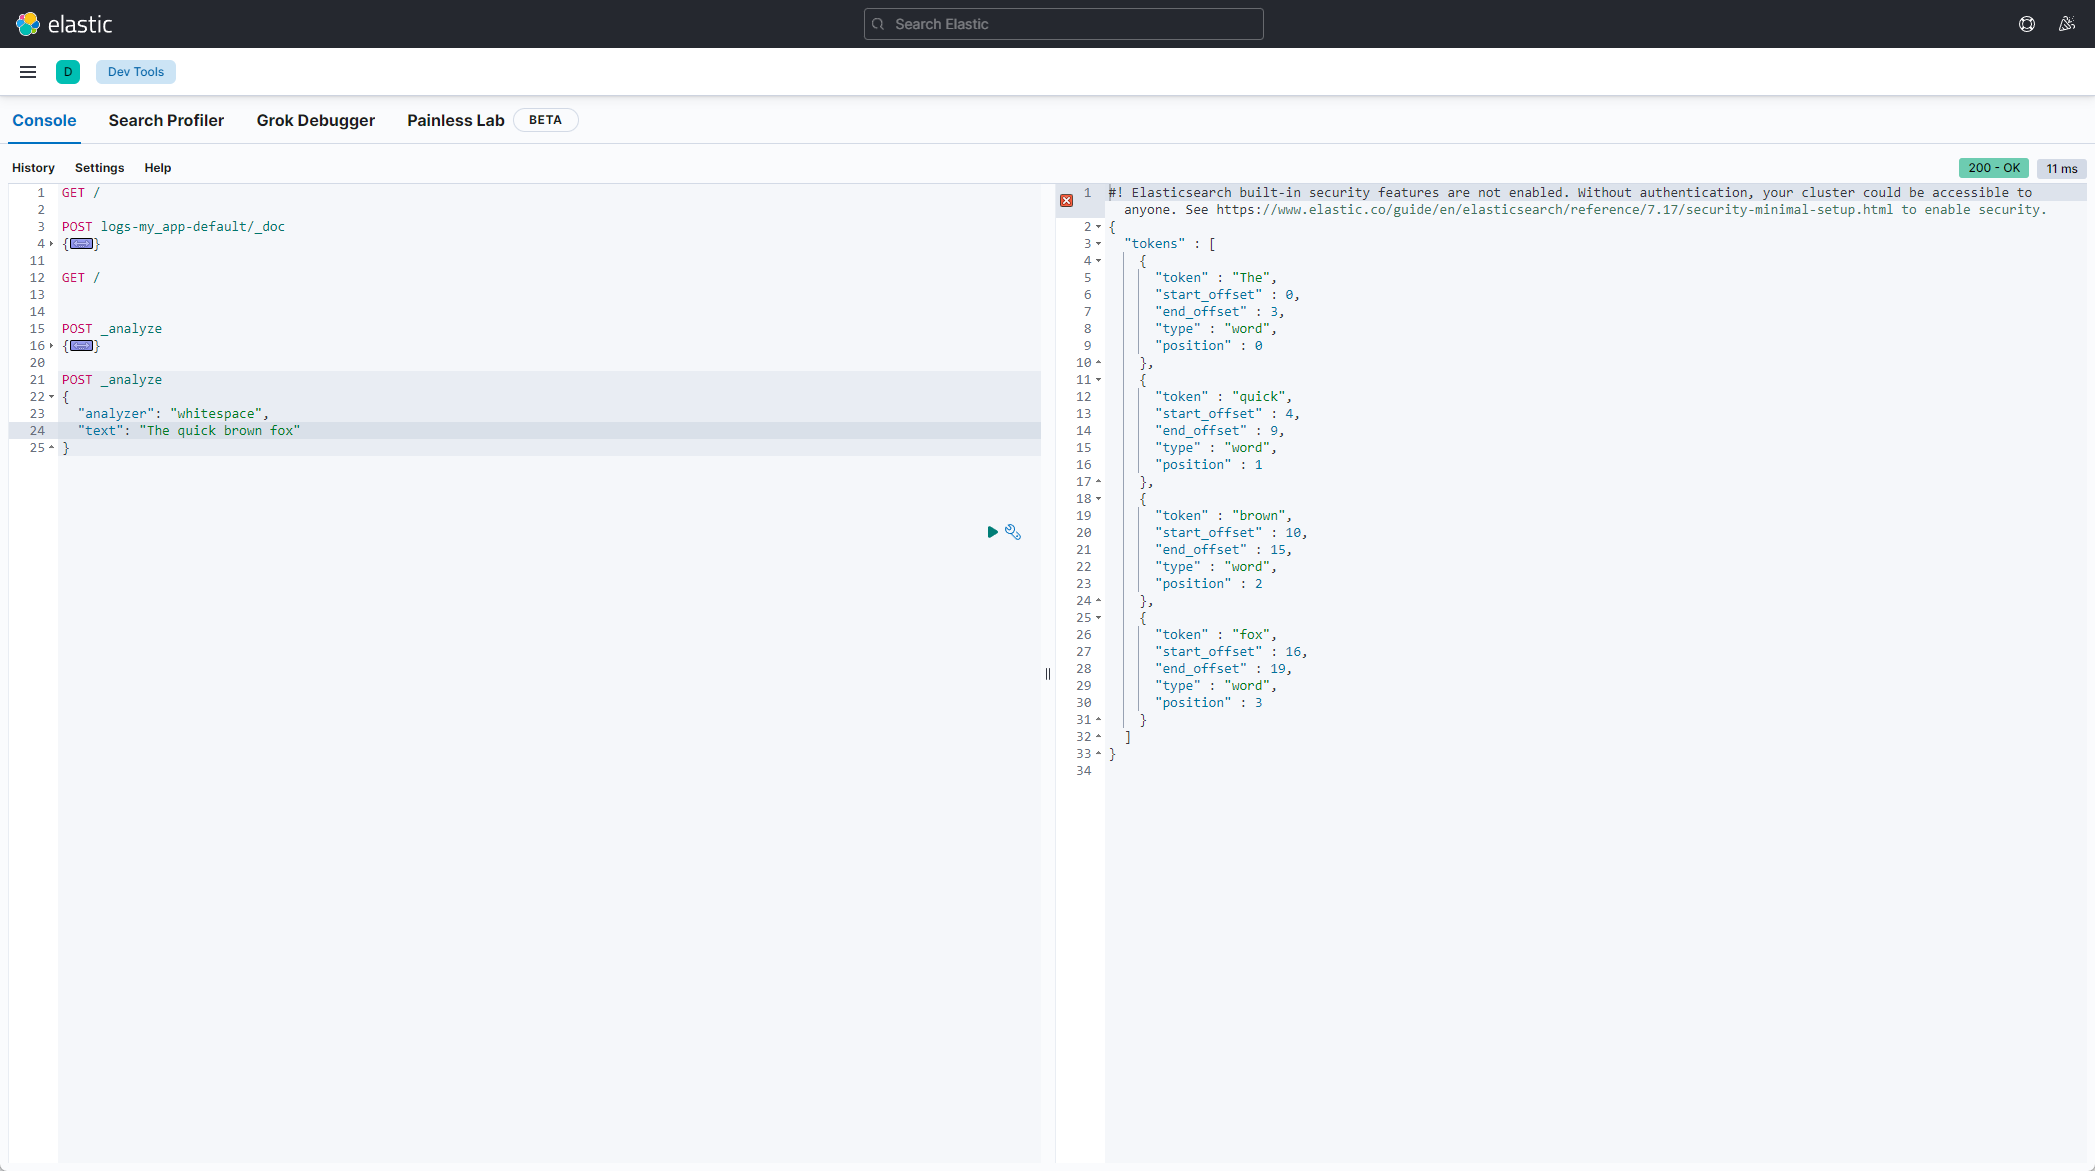 elastic
Search Elastic
D
Dev Tools
Console Search Profiler Grok Debugger Painless Lab BETA
History Settings Help
200 - OK 11 ms
1 GET /
2
3 POST logs-my_app-default/_doc
4 {}
11
12 GET /
13
14
15 POST _analyze
16 {}
20
21 POST _analyze
22 {
23 "analyzer": "whitespace",
24 "text": "The quick brown fox"
25 }
1 #! Elasticsearch built-in security features are not enabled. Without authentication, your cluster could be accessible to
anyone. See https://www.elastic.co/guide/en/elasticsearch/reference/7.17/security-minimal-setup.html to enable security.
2 {
3 "tokens" : [
4 {
5 "token" : "The",
6 "start_offset" : 0,
7 "end_offset" : 3,
8 "type" : "word",
9 "position" : 0
10 },
11 {
12 "token" : "quick",
13 "start_offset" : 4,
14 "end_offset" : 9,
15 "type" : "word",
16 "position" : 1
17 },
18 {
19 "token" : "brown",
20 "start_offset" : 10,
21 "end_offset" : 15,
22 "type" : "word",
23 "position" : 2
24 },
25 {
26 "token" : "fox",
27 "start_offset" : 16,
28 "end_offset" : 19,
29 "type" : "word",
30 "position" : 3
31 }
32 ]
33 }
34